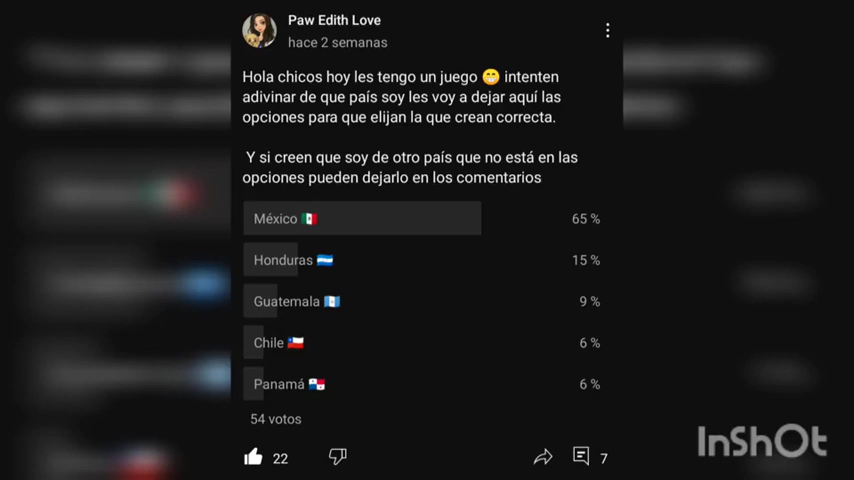 Paw Edith Love
hace 2 semanas
Hola chicos hoy les tengo un juego 😁 intenten
adivinar de que país soy les voy a dejar aquí las
opciones para que elijan la que crean correcta.
Y si creen que soy de otro país que no está en las
opciones pueden dejarlo en los comentarios
México 🇲🇽 65 %
Honduras 🇭🇳 15 %
Guatemala 🇬🇹 9 %
Chile 🇨🇱 6 %
Panamá 🇵🇦 6 %
54 votos
22 7
InShOt